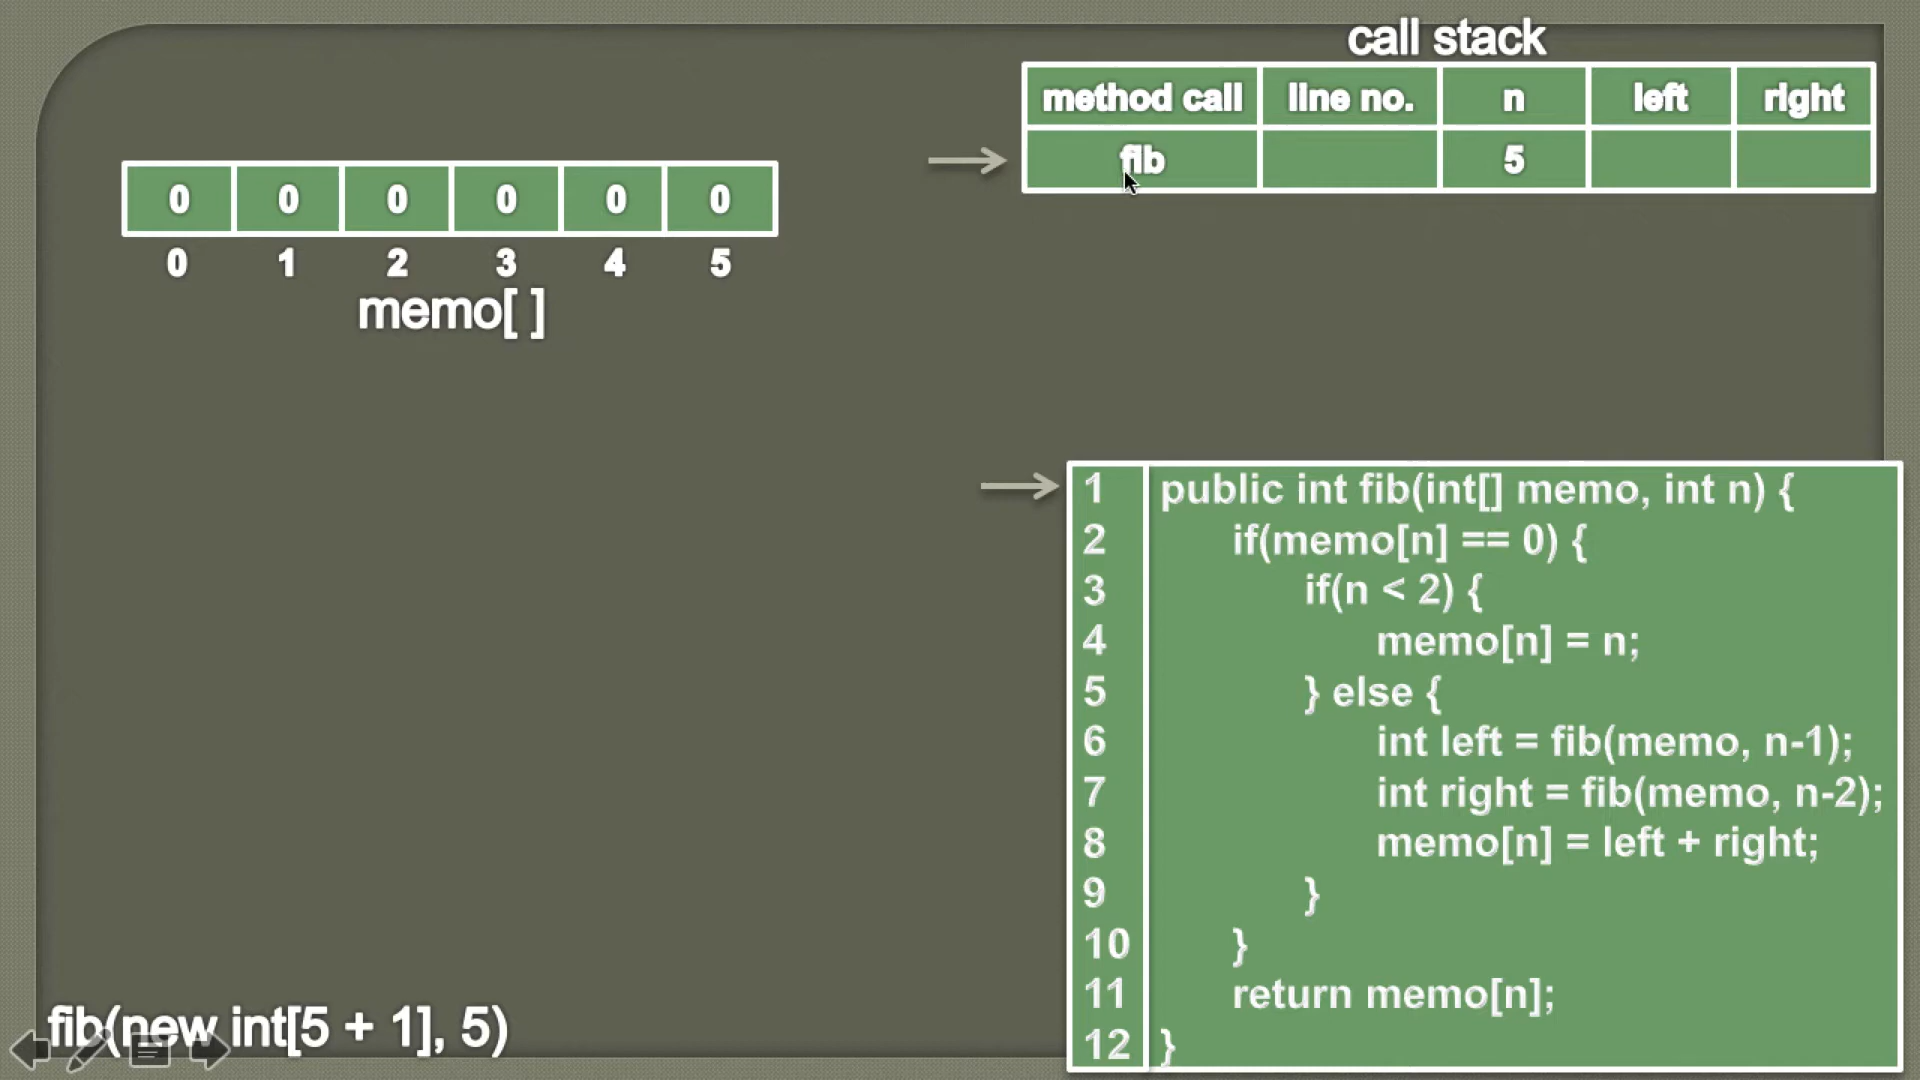 call stack
method call line no. n left right
fib 5
0 0 0 0 0 0
0 1 2 3 4 5
memo[ ]
1 public int fib(int[] memo, int n) {
2 if(memo[n] == 0) {
3 if(n < 2) {
4 memo[n] = n;
5 } else {
6 int left = fib(memo, n-1);
7 int right = fib(memo, n-2);
8 memo[n] = left + right;
9 }
10 }
11 return memo[n];
12 }
fib(new int[5 + 1], 5)